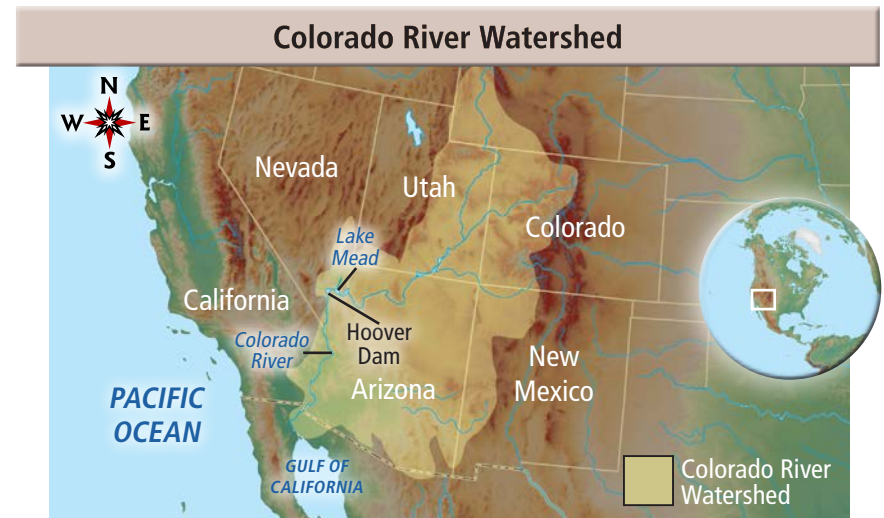 Colorado River Watershed
N
W
E
S
Nevada
Utah
Colorado
Lake
Mead
California
Hoover
Dam
Colorado
River
Arizona
New
Mexico
PACIFIC
OCEAN
GULF OF
CALIFORNIA
Colorado River
Watershed